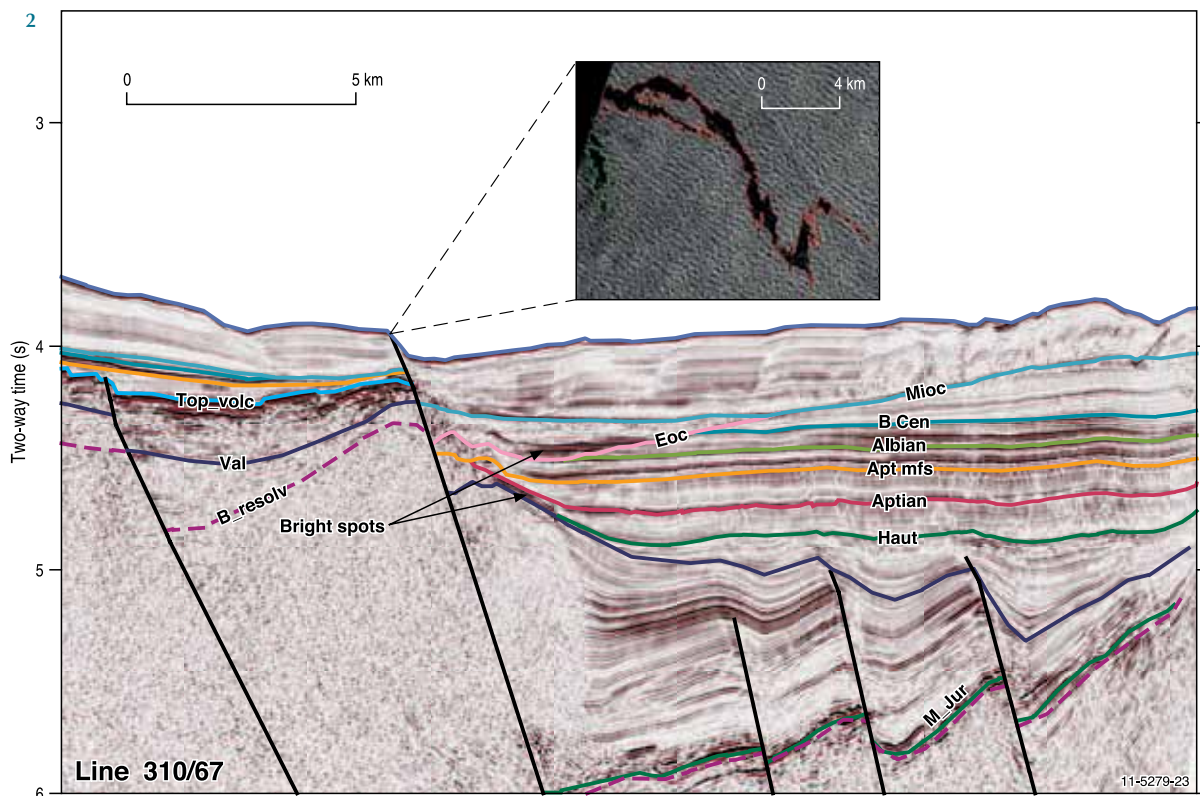 2
0 5 km
0 4 km
3
4
5
6
Two-way time (s)
Mioc
Top_volc
B Cen
Eoc
Albian
Val
Apt mfs
B_resolv
Aptian
Bright spots
Haut
M_Jur
Line 310/67
11-5279-23